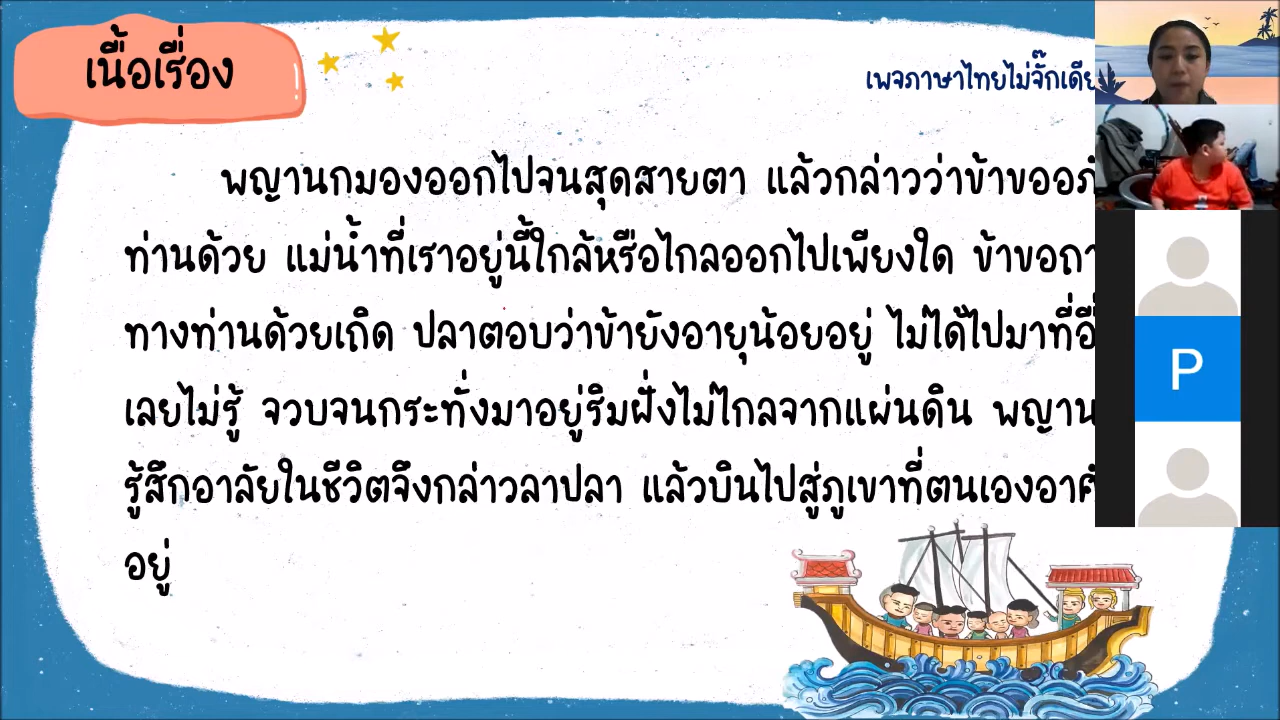 เนื้อเรื่อง
เพจภาษาไทยไม่จั๊กเดีย
พญานกมองออกไปจนสุดสายตา แล้วกล่าวว่าข้าขออภั
ท่านด้วย แม่น้ำที่เราอยู่นี้ใกล้หรือไกลออกไปเพียงใด ข้าขอถา
ทางท่านด้วยเถิด ปลาตอบว่าข้ายังอายุน้อยอยู่ ไม่ได้ไปมาที่อื่
เลยไม่รู้ จวบจนกระทั่งมาอยู่ริมฝั่งไม่ไกลจากแผ่นดิน พญาน
รู้สึกอาลัยในชีวิตจึงกล่าวลาปลา แล้วบินไปสู่ภูเขาที่ตนเองอาศั
อยู่
P